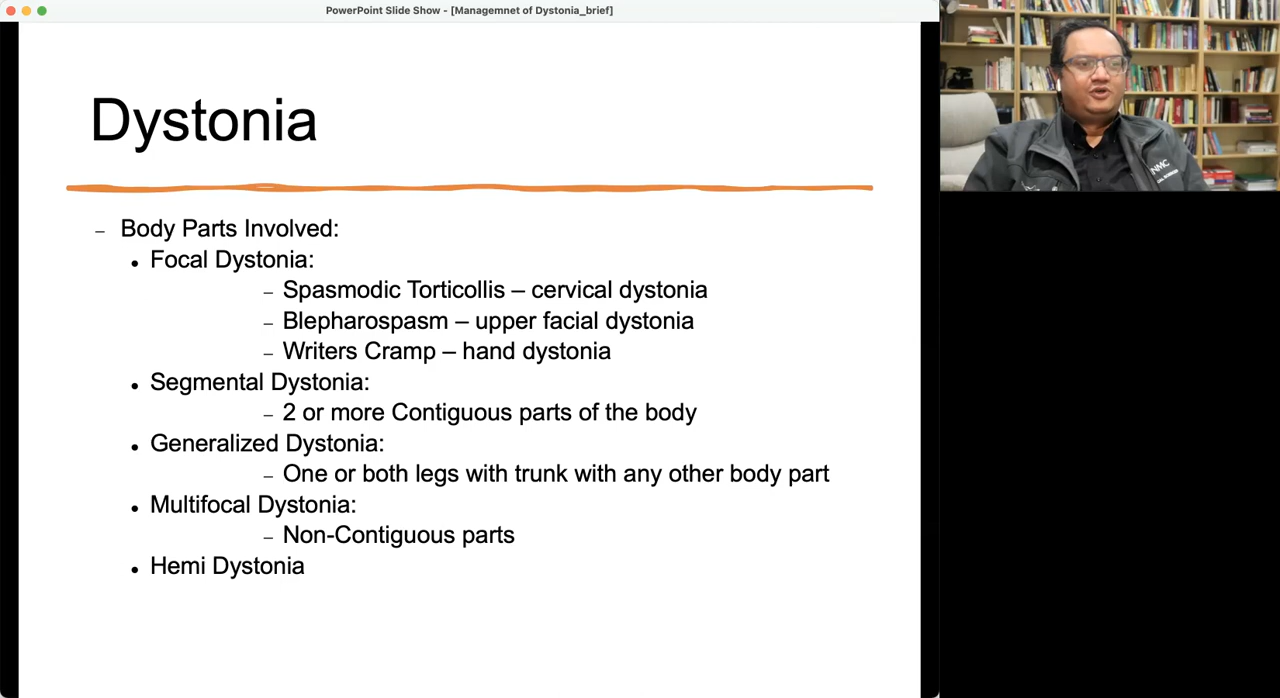 PowerPoint Slide Show - [Managemnet of Dystonia_brief]
Dystonia
– Body Parts Involved:
• Focal Dystonia:
– Spasmodic Torticollis – cervical dystonia
– Blepharospasm – upper facial dystonia
– Writers Cramp – hand dystonia
• Segmental Dystonia:
– 2 or more Contiguous parts of the body
• Generalized Dystonia:
– One or both legs with trunk with any other body part
• Multifocal Dystonia:
– Non-Contiguous parts
• Hemi Dystonia
NMC